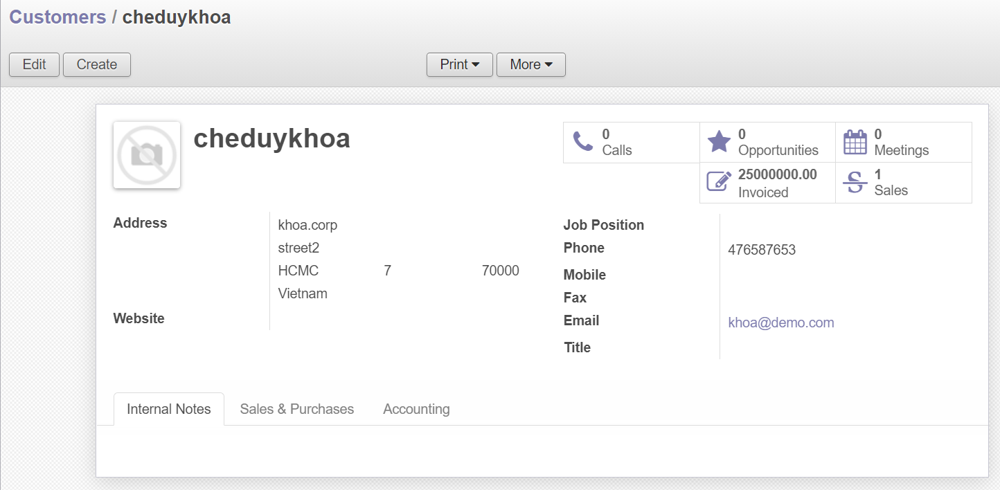 Customers / cheduykhoa
Edit Create Print More
cheduykhoa
0 Calls
0 Opportunities
0 Meetings
25000000.00 Invoiced
1 Sales
Address
khoa.corp
street2
HCMC 7 70000
Vietnam
Website
Job Position
Phone 476587653
Mobile
Fax
Email khoa@demo.com
Title
Internal Notes Sales & Purchases Accounting